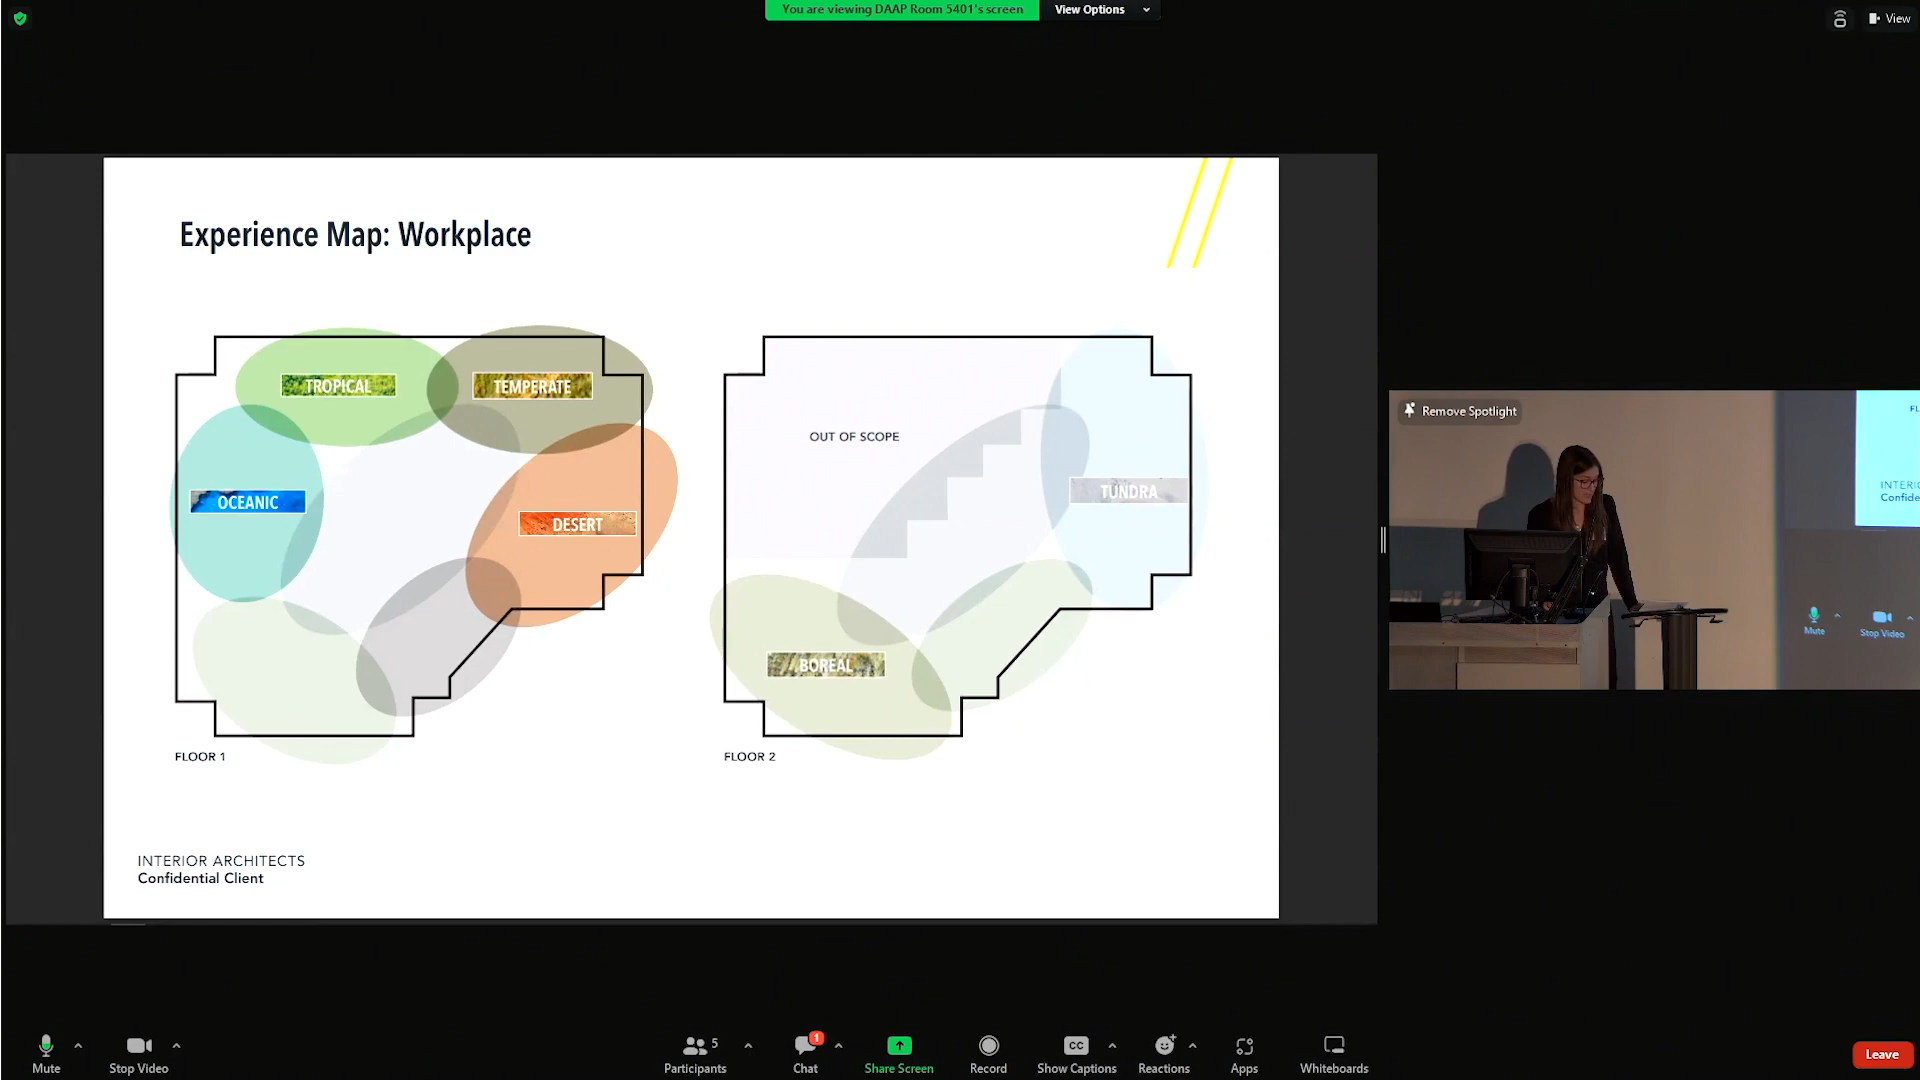 You are viewing DAAP Room 5401's screen
View Options
View
Experience Map: Workplace
TROPICAL
TEMPERATE
OCEANIC
DESERT
FLOOR 1
OUT OF SCOPE
TUNDRA
BOREAL
FLOOR 2
INTERIOR ARCHITECTS
Confidential Client
Remove Spotlight
FL
INTERIO
Confide
Mute
Stop Video
Mute
Stop Video
5
Participants
1
Chat
Share Screen
Record
CC
Show Captions
Reactions
Apps
Whiteboards
Leave